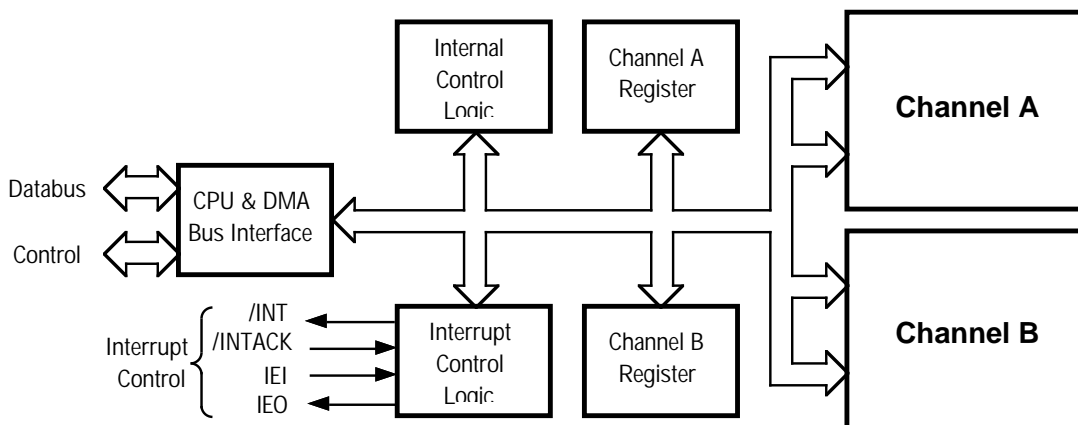 Internal
Control
Logic
Channel A
Register
Channel A
Databus
Control
CPU & DMA
Bus Interface
Interrupt
Control
/INT
/INTACK
IEI
IEO
Interrupt
Control
Logic
Channel B
Register
Channel B